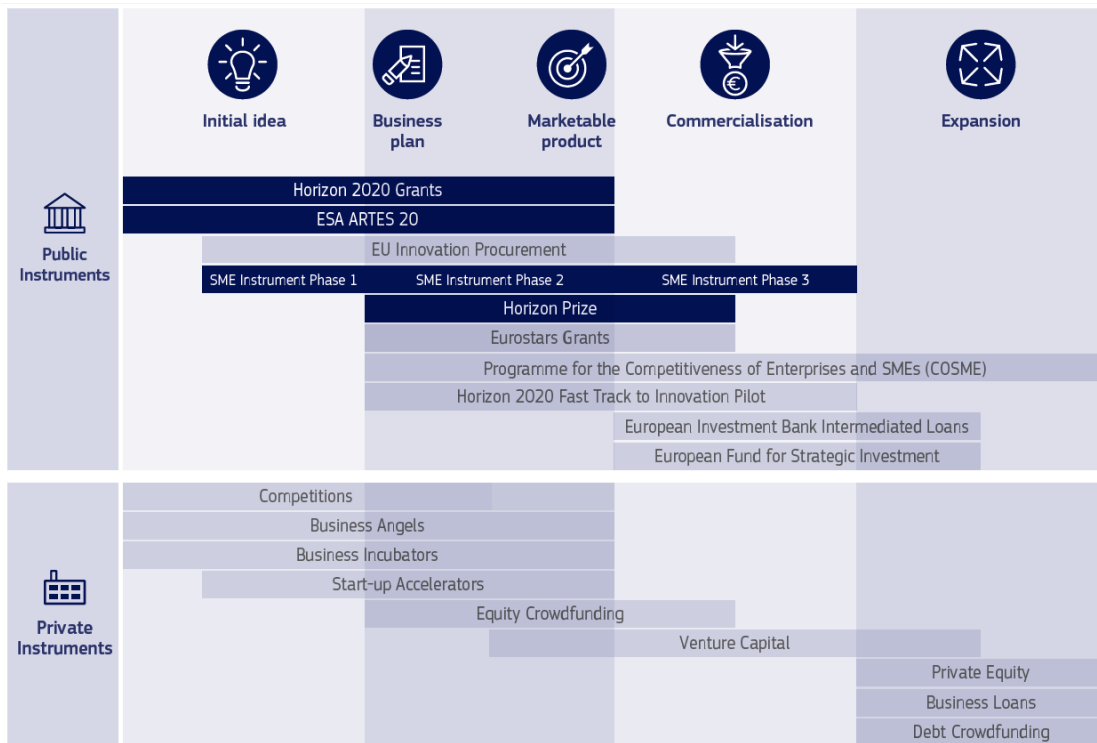 Initial idea
Business
plan
Marketable
product
Commercialisation
Expansion
Public
Instruments
Horizon 2020 Grants
ESA ARTES 20
EU Innovation Procurement
SME Instrument Phase 1
SME Instrument Phase 2
SME Instrument Phase 3
Horizon Prize
Eurostars Grants
Programme for the Competitiveness of Enterprises and SMEs (COSME)
Horizon 2020 Fast Track to Innovation Pilot
European Investment Bank Intermediated Loans
European Fund for Strategic Investment
Private
Instruments
Competitions
Business Angels
Business Incubators
Start-up Accelerators
Equity Crowdfunding
Venture Capital
Private Equity
Business Loans
Debt Crowdfunding